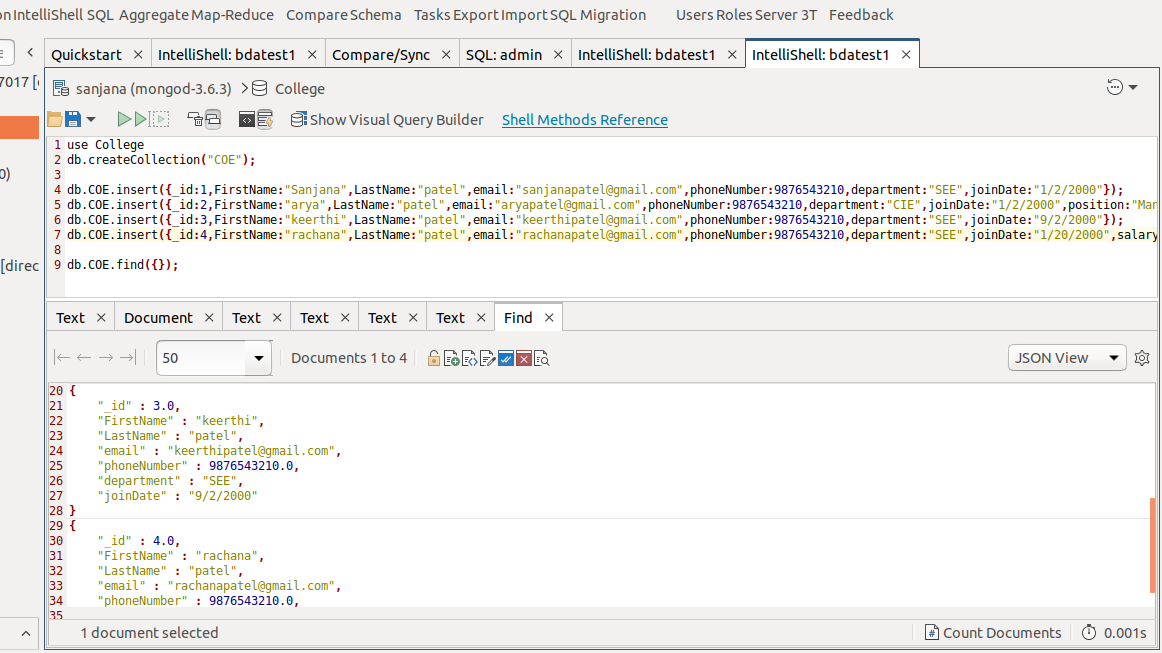 on IntelliShell SQL Aggregate Map-Reduce Compare Schema Tasks Export Import SQL Migration Users Roles Server 3T Feedback
Quickstart × IntelliShell: bdatest1 × Compare/Sync × SQL: admin × IntelliShell: bdatest1 × IntelliShell: bdatest1 ×
7017 [
sanjana (mongod-3.6.3) > College
Show Visual Query Builder Shell Methods Reference
1 use College
2 db.createCollection("COE");
3
4 db.COE.insert({_id:1,FirstName:"Sanjana",LastName:"patel",email:"sanjanapatel@gmail.com",phoneNumber:9876543210,department:"SEE",joinDate:"1/2/2000"});
5 db.COE.insert({_id:2,FirstName:"arya",LastName:"patel",email:"aryapatel@gmail.com",phoneNumber:9876543210,department:"CIE",joinDate:"1/2/2000",position:"Man
6 db.COE.insert({_id:3,FirstName:"keerthi",LastName:"patel",email:"keerthipatel@gmail.com",phoneNumber:9876543210,department:"SEE",joinDate:"9/2/2000"});
7 db.COE.insert({_id:4,FirstName:"rachana",LastName:"patel",email:"rachanapatel@gmail.com",phoneNumber:9876543210,department:"SEE",joinDate:"1/20/2000",salary
8
9 db.COE.find({});
0)
[direc
Text × Document × Text × Text × Text × Text × Find ×
50 Documents 1 to 4 JSON View
20 {
21 "_id" : 3.0,
22 "FirstName" : "keerthi",
23 "LastName" : "patel",
24 "email" : "keerthipatel@gmail.com",
25 "phoneNumber" : 9876543210.0,
26 "department" : "SEE",
27 "joinDate" : "9/2/2000"
28 }
29 {
30 "_id" : 4.0,
31 "FirstName" : "rachana",
32 "LastName" : "patel",
33 "email" : "rachanapatel@gmail.com",
34 "phoneNumber" : 9876543210.0,
35
1 document selected Count Documents 0.001s